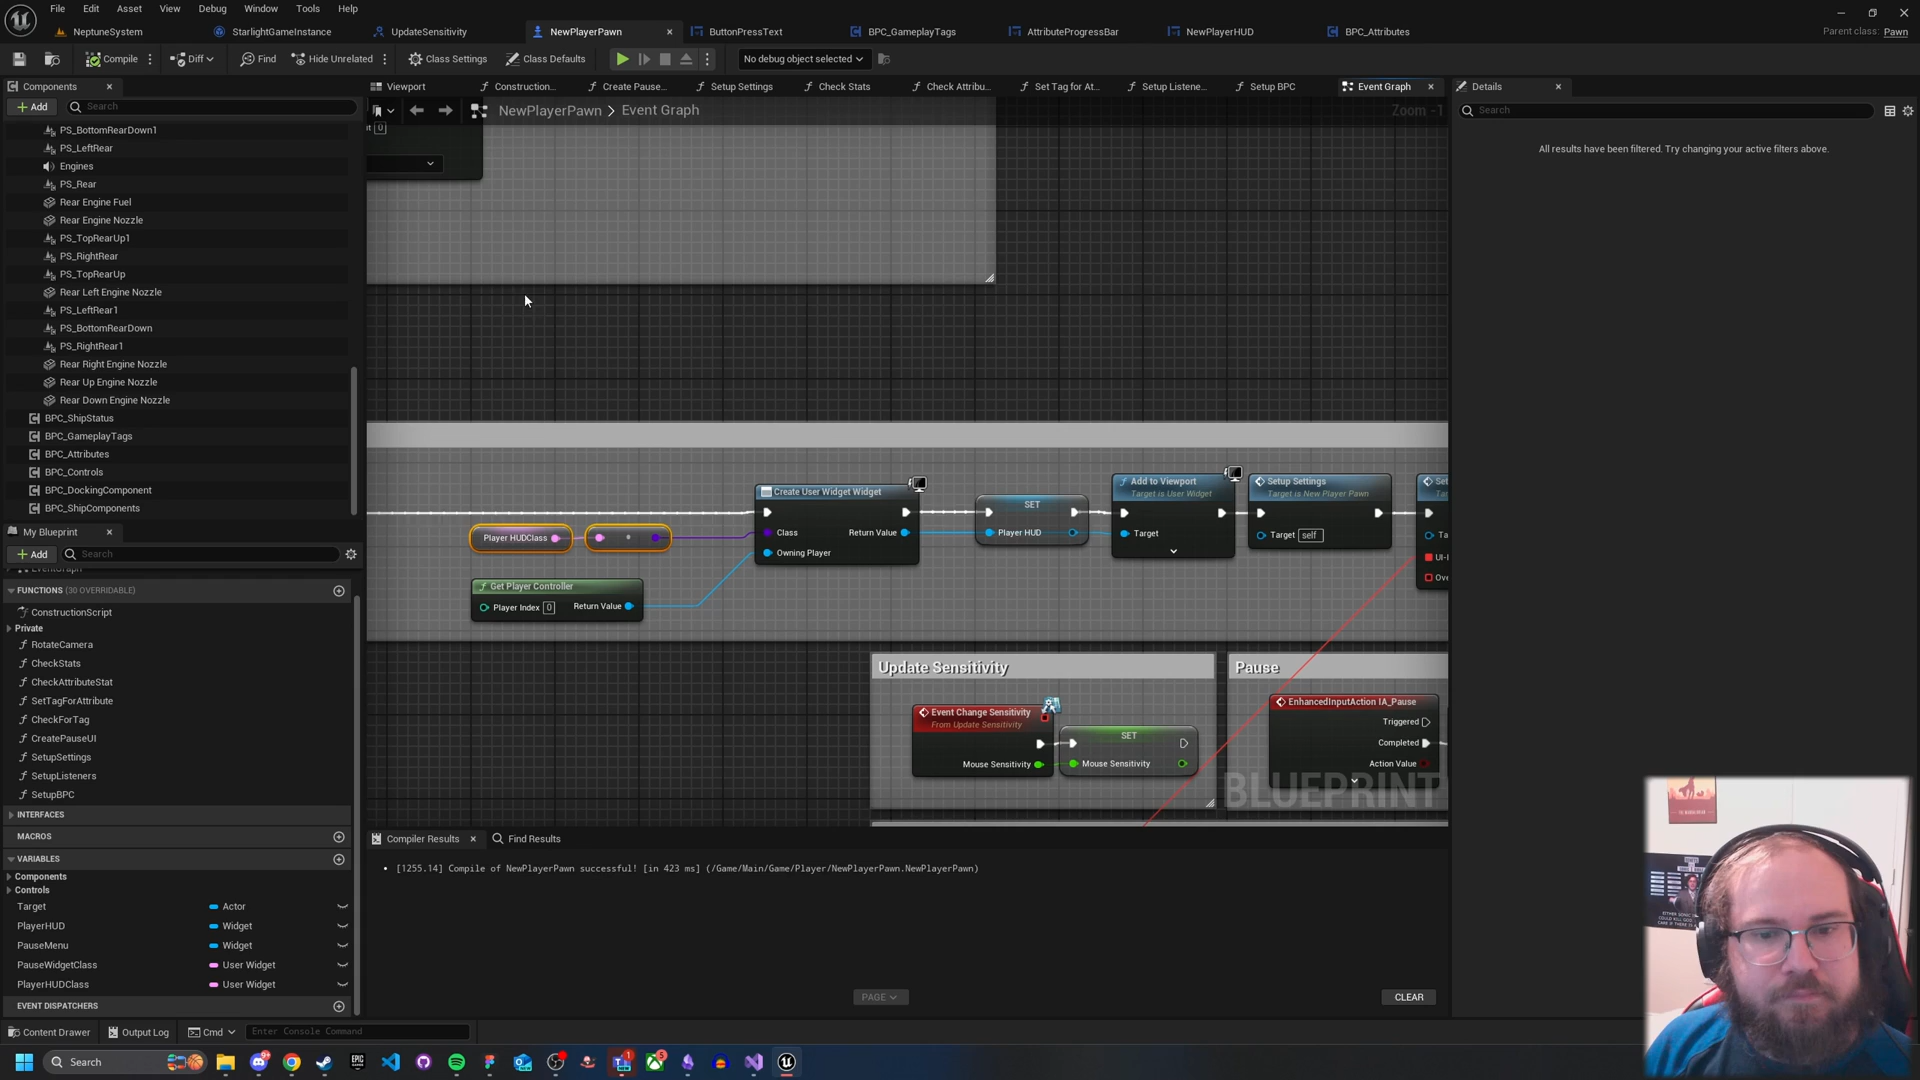 File Edit Asset View Debug Window Tools Help
NeptuneSystem StarlightGameInstance UpdateSensitivity NewPlayerPawn ButtonPressText BPC_GameplayTags AttributeProgressBar NewPlayerHUD BPC_Attributes
Parent class: Pawn
Compile Diff Find Hide Unrelated Class Settings Class Defaults No debug object selected
Components
Viewport Construction... Create Pause... Setup Settings Check Stats Check Attribu... Set Tag for At... Setup Listene... Setup BPC Event Graph
Details
Add Search
NewPlayerPawn > Event Graph
Zoom -1
Search
All results have been filtered. Try changing your active filters above.
PS_BottomRearDown1
PS_LeftRear
Engines
PS_Rear
Rear Engine Fuel
Rear Engine Nozzle
PS_TopRearUp1
PS_RightRear
PS_TopRearUp
Rear Left Engine Nozzle
PS_LeftRear1
PS_BottomRearDown
PS_RightRear1
Rear Right Engine Nozzle
Rear Up Engine Nozzle
Rear Down Engine Nozzle
BPC_ShipStatus
BPC_GameplayTags
BPC_Attributes
BPC_Controls
BPC_DockingComponent
BPC_ShipComponents
My Blueprint
Add Search
FUNCTIONS (30 OVERRIDABLE)
ConstructionScript
Private
RotateCamera
CheckStats
CheckAttributeStat
SetTagForAttribute
CheckForTag
CreatePauseUI
SetupSettings
SetupListeners
SetupBPC
INTERFACES
MACROS
VARIABLES
Components
Controls
Target Actor
PlayerHUD Widget
PauseMenu Widget
PauseWidgetClass User Widget
PlayerHUDClass User Widget
EVENT DISPATCHERS
Player HUDClass
Get Player Controller
Player Index 0 Return Value
Create User Widget Widget
Class Return Value
Owning Player
SET
Player HUD
Add to Viewport
Target is User Widget
Target
Setup Settings
Target is New Player Pawn
Target self
Update Sensitivity
Event Change Sensitivity
From Update Sensitivity
Mouse Sensitivity
SET
Mouse Sensitivity
Pause
EnhancedInputAction IA_Pause
Triggered
Completed
Action Value
BLUEPRINT
Compiler Results Find Results
[1255.14] Compile of NewPlayerPawn successful! [in 423 ms] (/Game/Main/Game/Player/NewPlayerPawn.NewPlayerPawn)
PAGE
CLEAR
Content Drawer Output Log Cmd Enter Console Command
Search